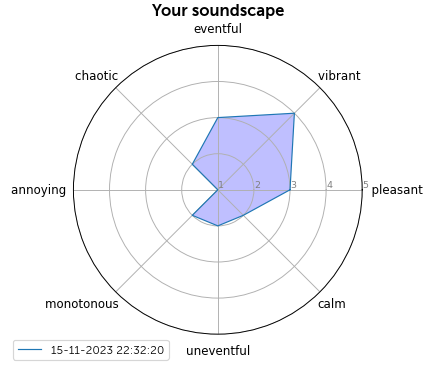 Your soundscape
eventful
chaotic
vibrant
annoying
1 2 3 4 5
pleasant
monotonous
calm
uneventful
15-11-2023 22:32:20